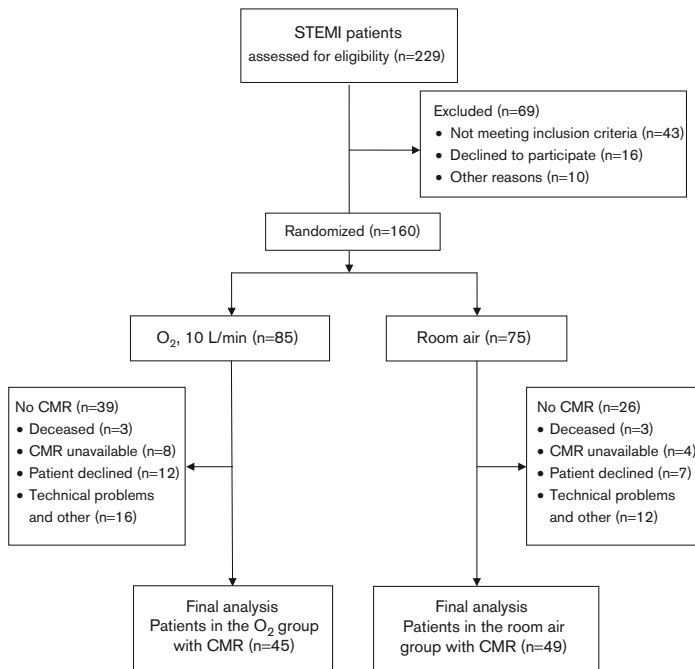 STEMI patients
assessed for eligibility (n=229)
Excluded (n=69)
• Not meeting inclusion criteria (n=43)
• Declined to participate (n=16)
• Other reasons (n=10)
Randomized (n=160)
O₂, 10 L/min (n=85)
Room air (n=75)
No CMR (n=39)
• Deceased (n=3)
• CMR unavailable (n=8)
• Patient declined (n=12)
• Technical problems
and other (n=16)
No CMR (n=26)
• Deceased (n=3)
• CMR unavailable (n=4)
• Patient declined (n=7)
• Technical problems
and other (n=12)
Final analysis
Patients in the O₂ group
with CMR (n=45)
Final analysis
Patients in the room air
group with CMR (n=49)